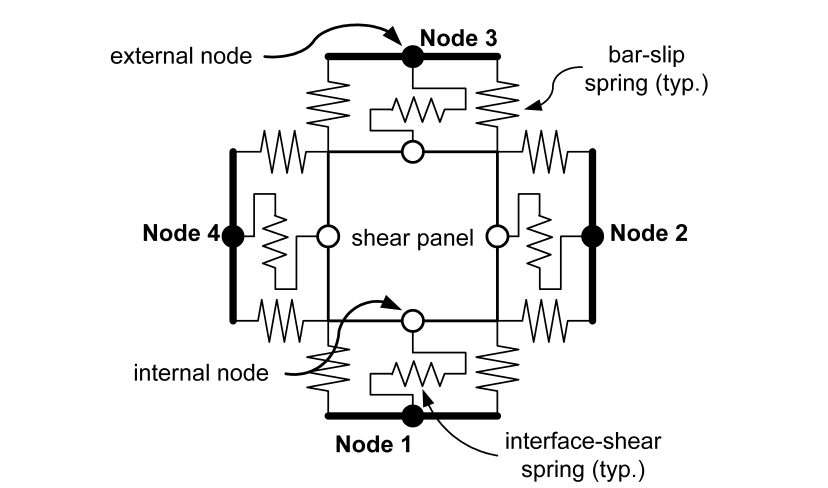 Node 3
external node
bar-slip
spring (typ.)
Node 4
shear panel
Node 2
internal node
Node 1
interface-shear
spring (typ.)